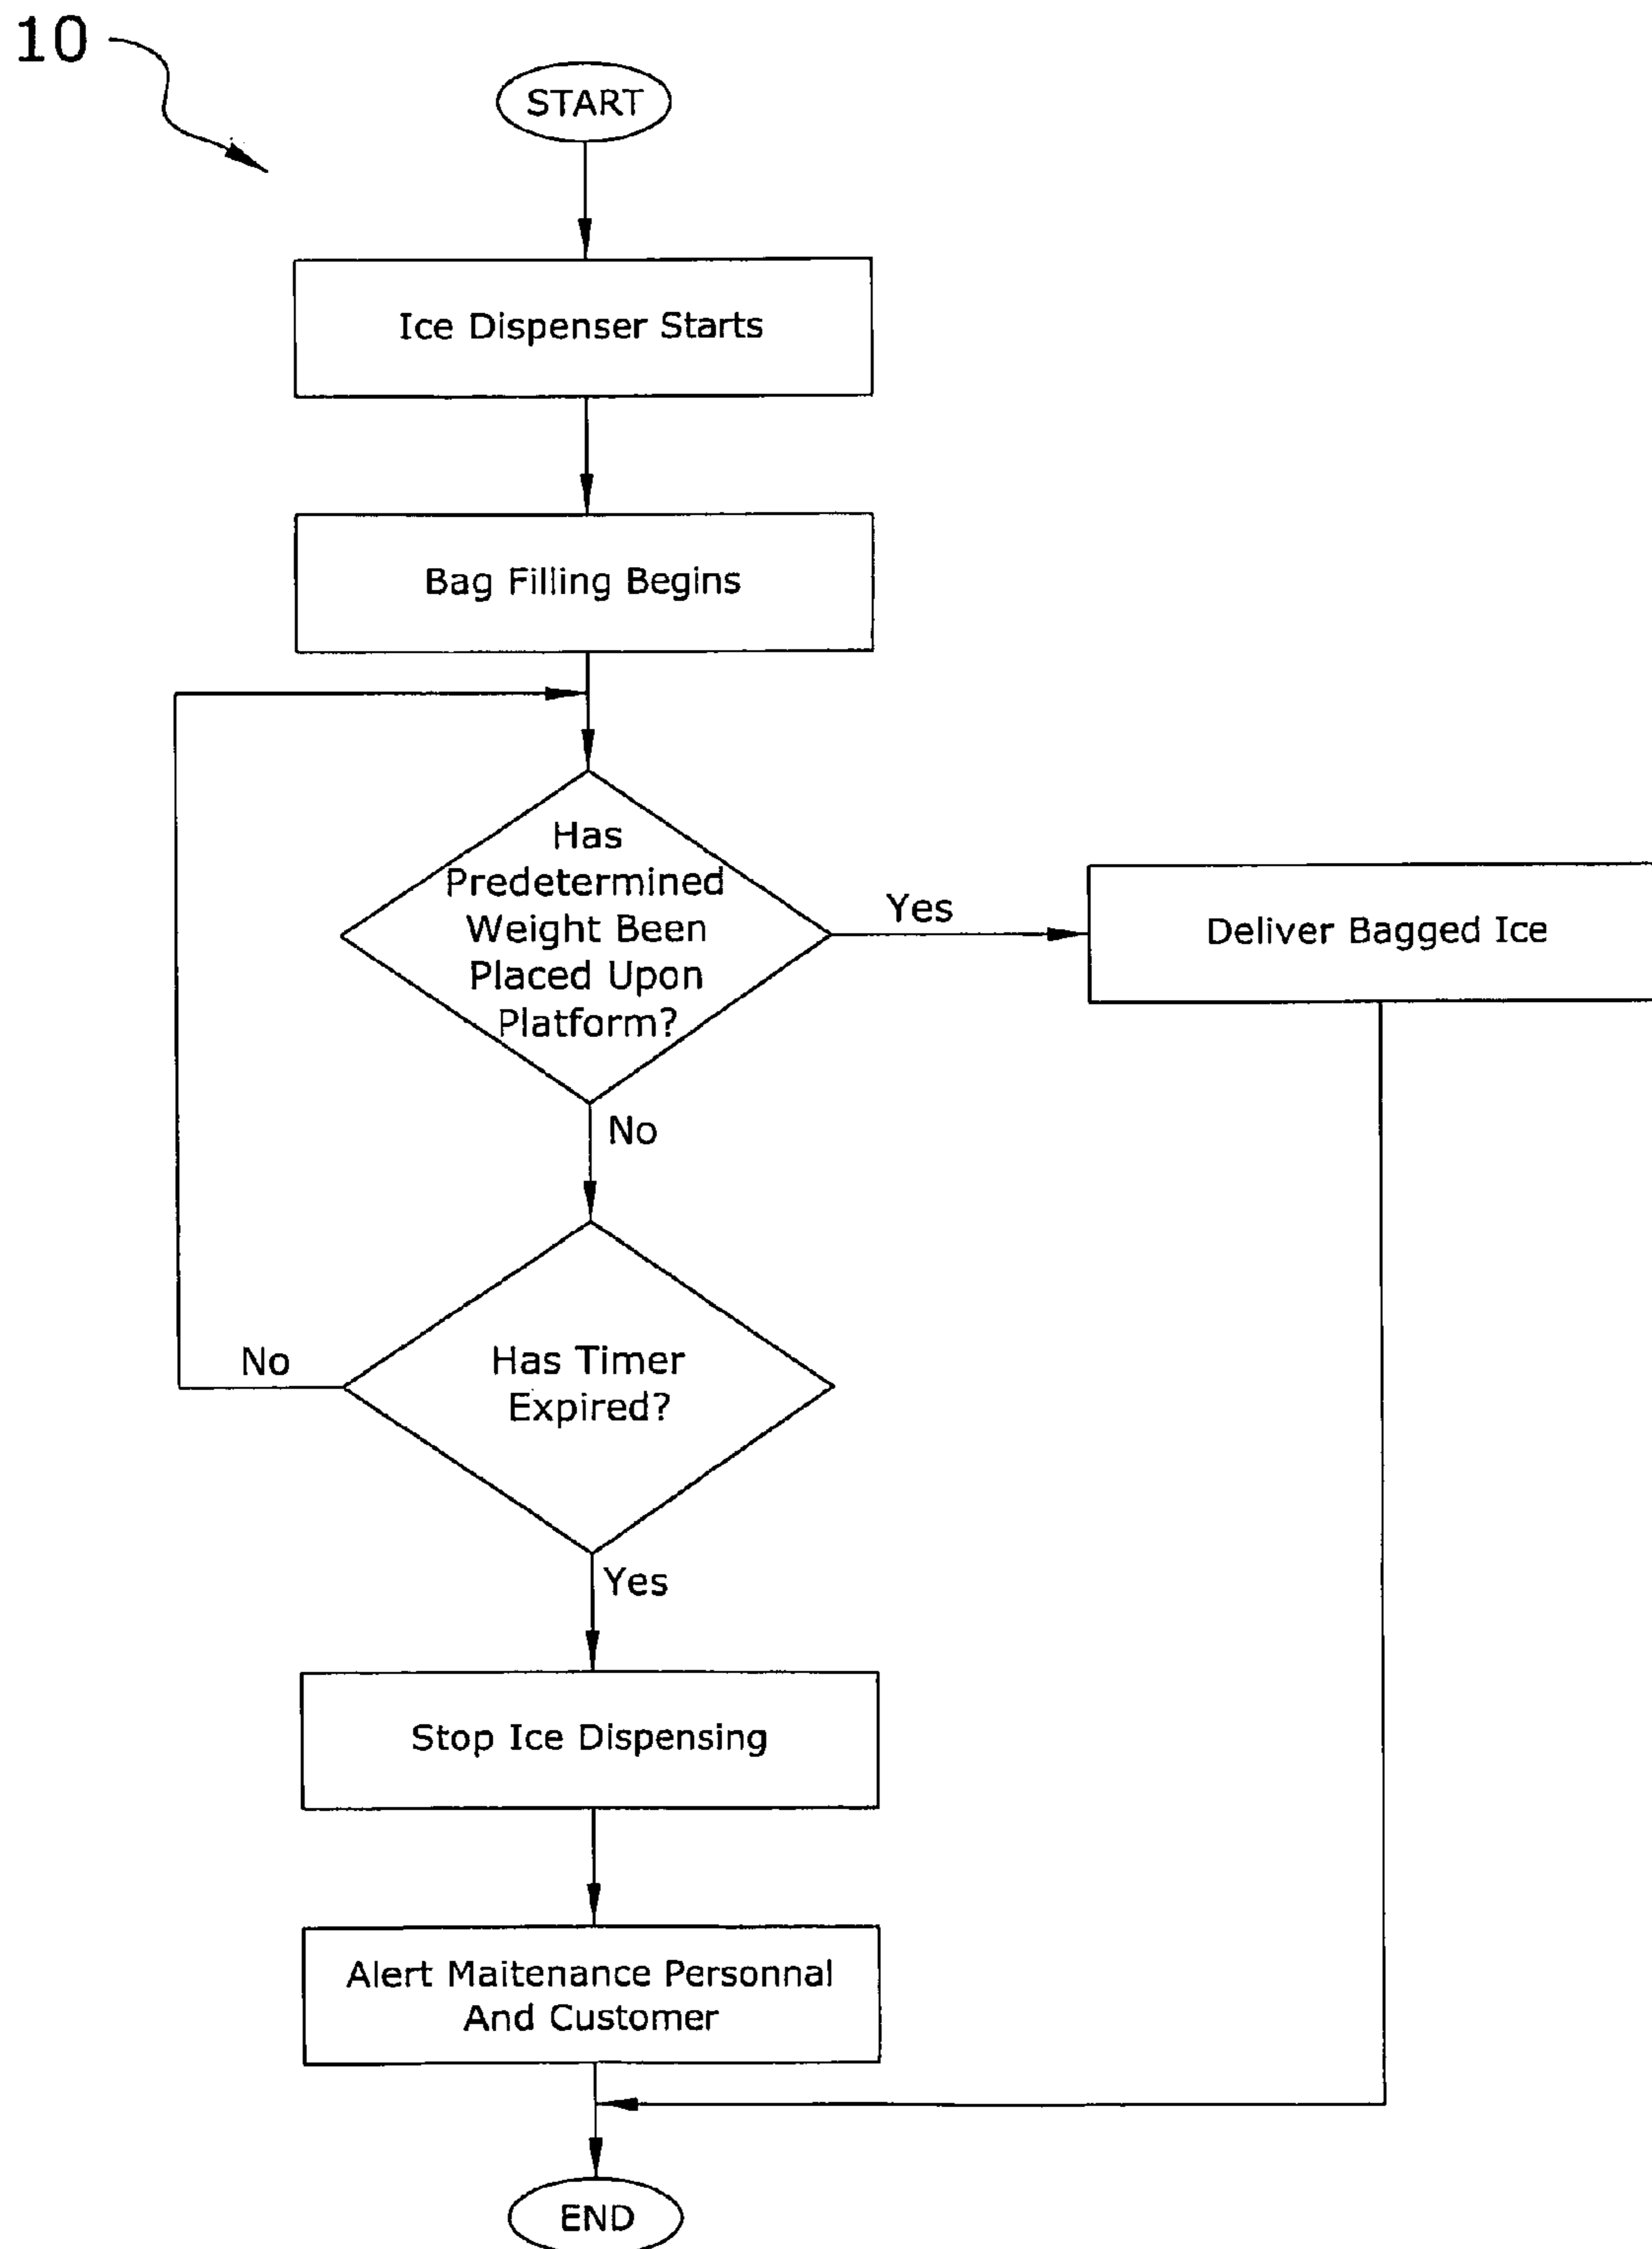 10
START
Ice Dispenser Starts
Bag Filling Begins
Has
Predetermined
Weight Been
Placed Upon
Platform?
Yes
Deliver Bagged Ice
No
Has Timer
Expired?
No
Yes
Stop Ice Dispensing
Alert Maitenance Personnal
And Customer
END